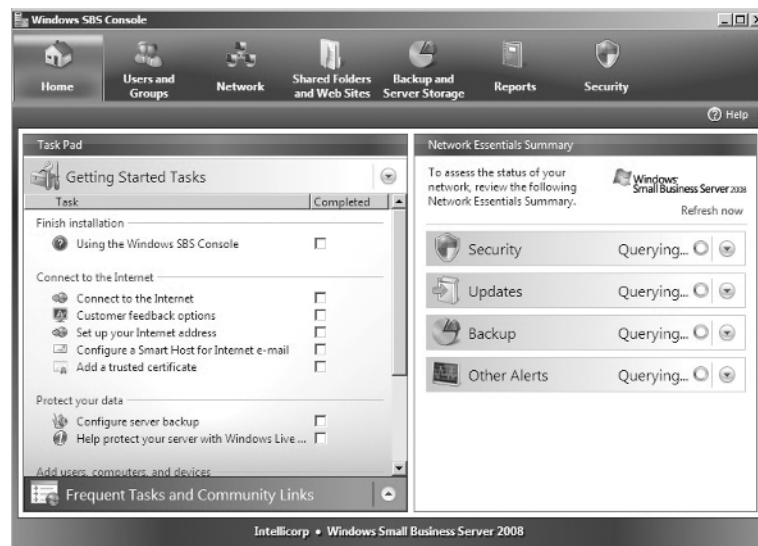 Windows SBS Console
Home
Users and
Groups
Network
Shared Folders
and Web Sites
Backup and
Server Storage
Reports
Security
Help
Task Pad
Getting Started Tasks
Task Completed
Finish installation
Using the Windows SBS Console
Connect to the Internet
Connect to the Internet
Customer feedback options
Set up your Internet address
Configure a Smart Host for Internet e-mail
Add a trusted certificate
Protect your data
Configure server backup
Help protect your server with Windows Live ...
Add users, computers, and devices
Frequent Tasks and Community Links
Network Essentials Summary
To assess the status of your
network, review the following
Network Essentials Summary.
Windows
Small Business Server 2008
Refresh now
Security Querying...
Updates Querying...
Backup Querying...
Other Alerts Querying...
Intellicorp • Windows Small Business Server 2008